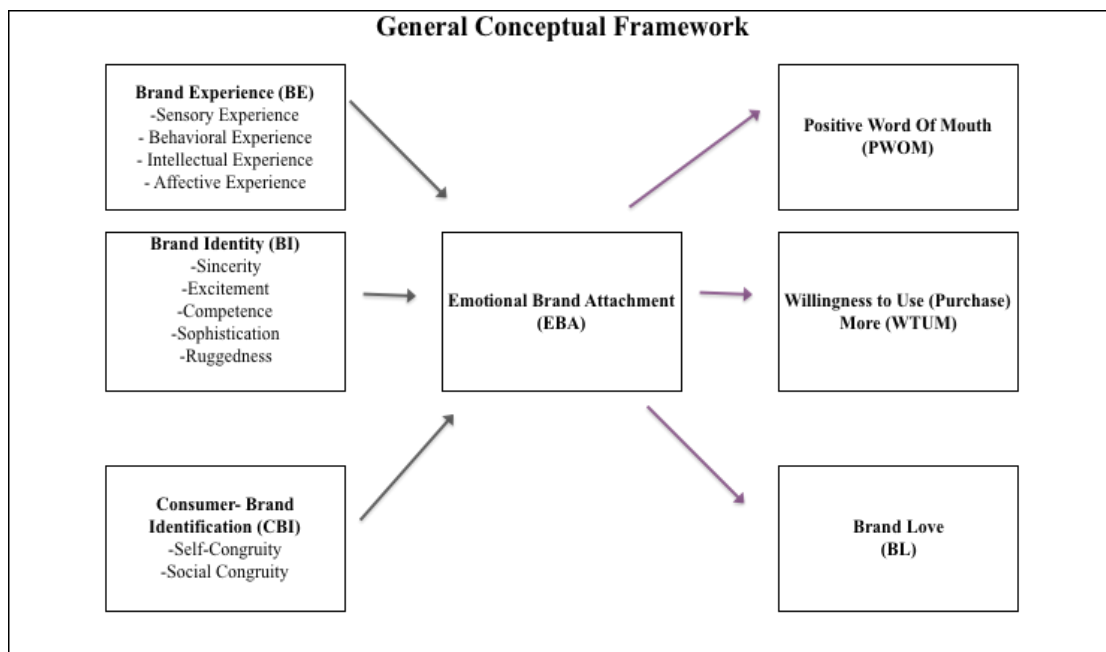 General Conceptual Framework
Brand Experience (BE)
-Sensory Experience
- Behavioral Experience
- Intellectual Experience
- Affective Experience
Brand Identity (BI)
-Sincerity
-Excitement
-Competence
-Sophistication
-Ruggedness
Consumer- Brand
Identification (CBI)
-Self-Congruity
-Social Congruity
Emotional Brand Attachment
(EBA)
Positive Word Of Mouth
(PWOM)
Willingness to Use (Purchase)
More (WTUM)
Brand Love
(BL)